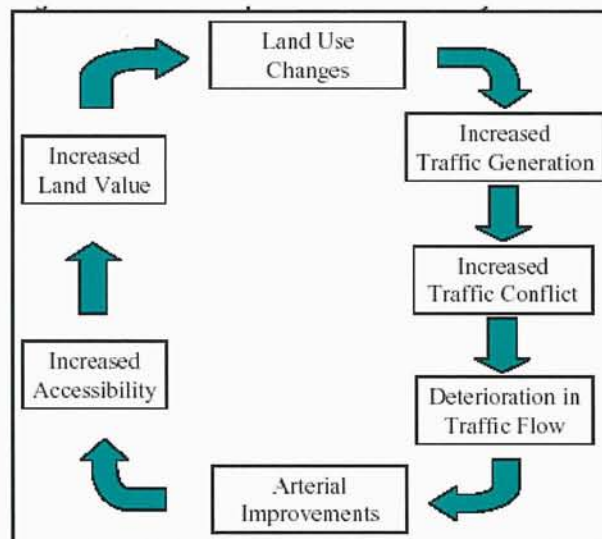 Land Use
Changes
Increased
Traffic Generation
Increased
Traffic Conflict
Deterioration in
Traffic Flow
Arterial
Improvements
Increased
Accessibility
Increased
Land Value